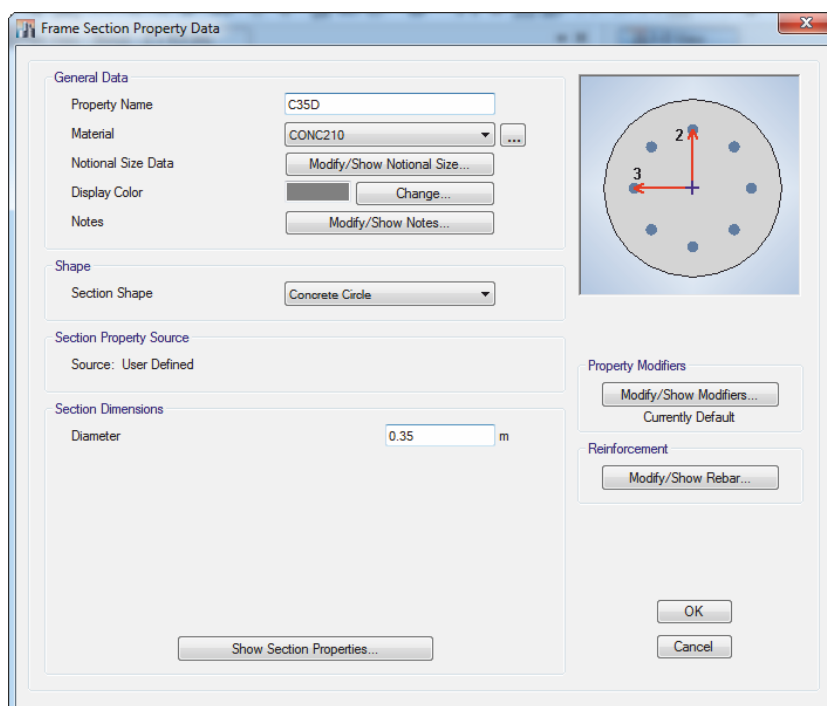 Frame Section Property Data
General Data
Property Name C35D
Material CONC210 ...
Notional Size Data Modify/Show Notional Size...
Display Color Change...
Notes Modify/Show Notes...
2
3
Shape
Section Shape Concrete Circle
Section Property Source
Source: User Defined
Property Modifiers
Modify/Show Modifiers...
Currently Default
Section Dimensions
Diameter 0.35 m
Reinforcement
Modify/Show Rebar...
Show Section Properties...
OK
Cancel